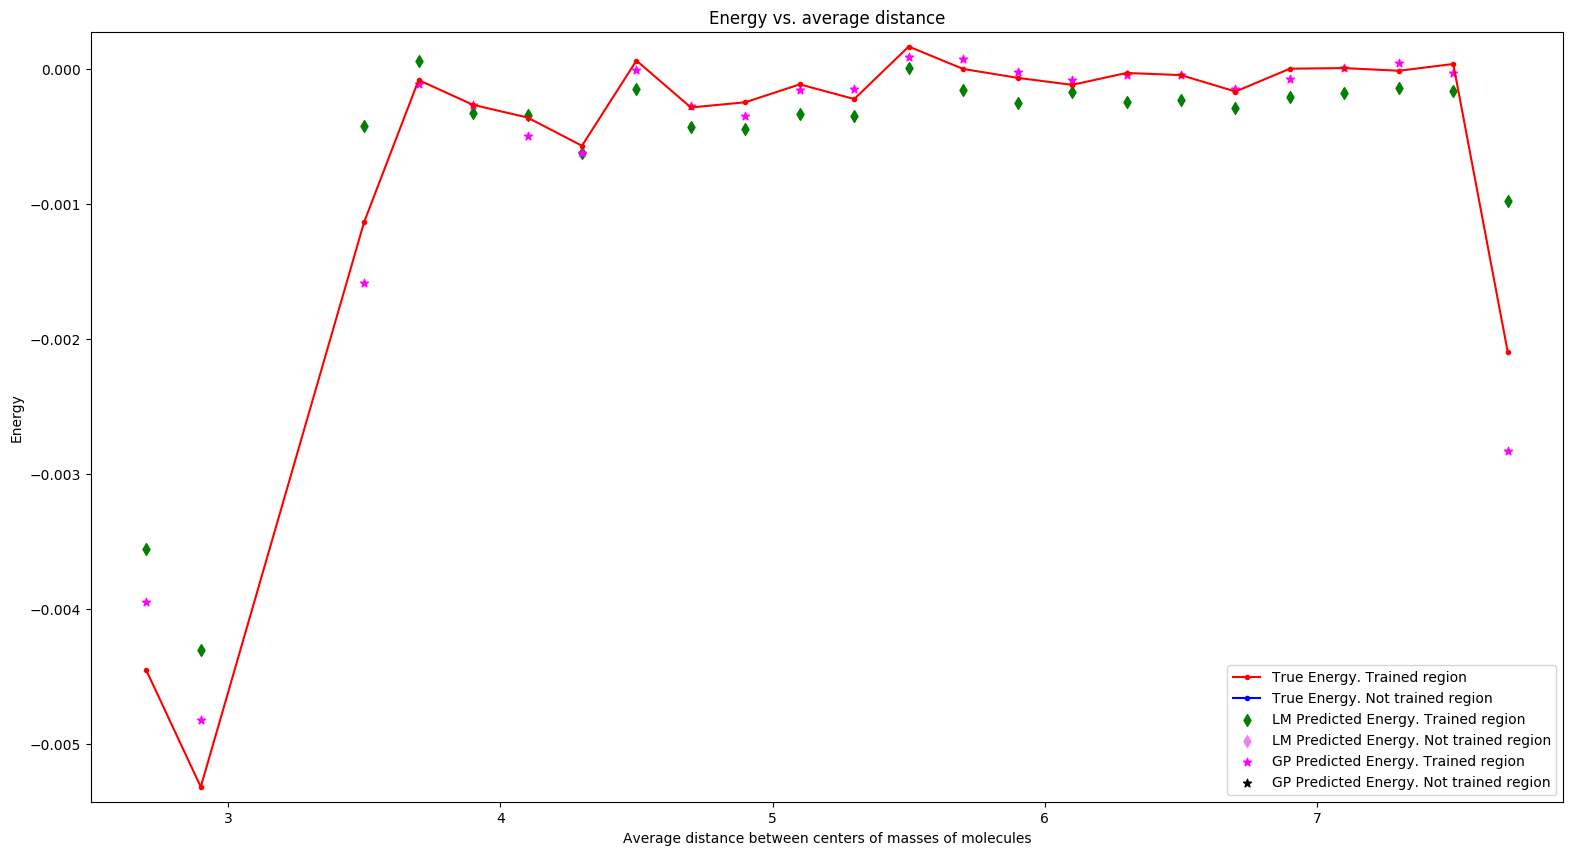 Energy vs. average distance
0.000
−0.001
−0.002
−0.003
−0.004
−0.005
Energy
3 4 5 6 7
Average distance between centers of masses of molecules
True Energy. Trained region
True Energy. Not trained region
LM Predicted Energy. Trained region
LM Predicted Energy. Not trained region
GP Predicted Energy. Trained region
GP Predicted Energy. Not trained region